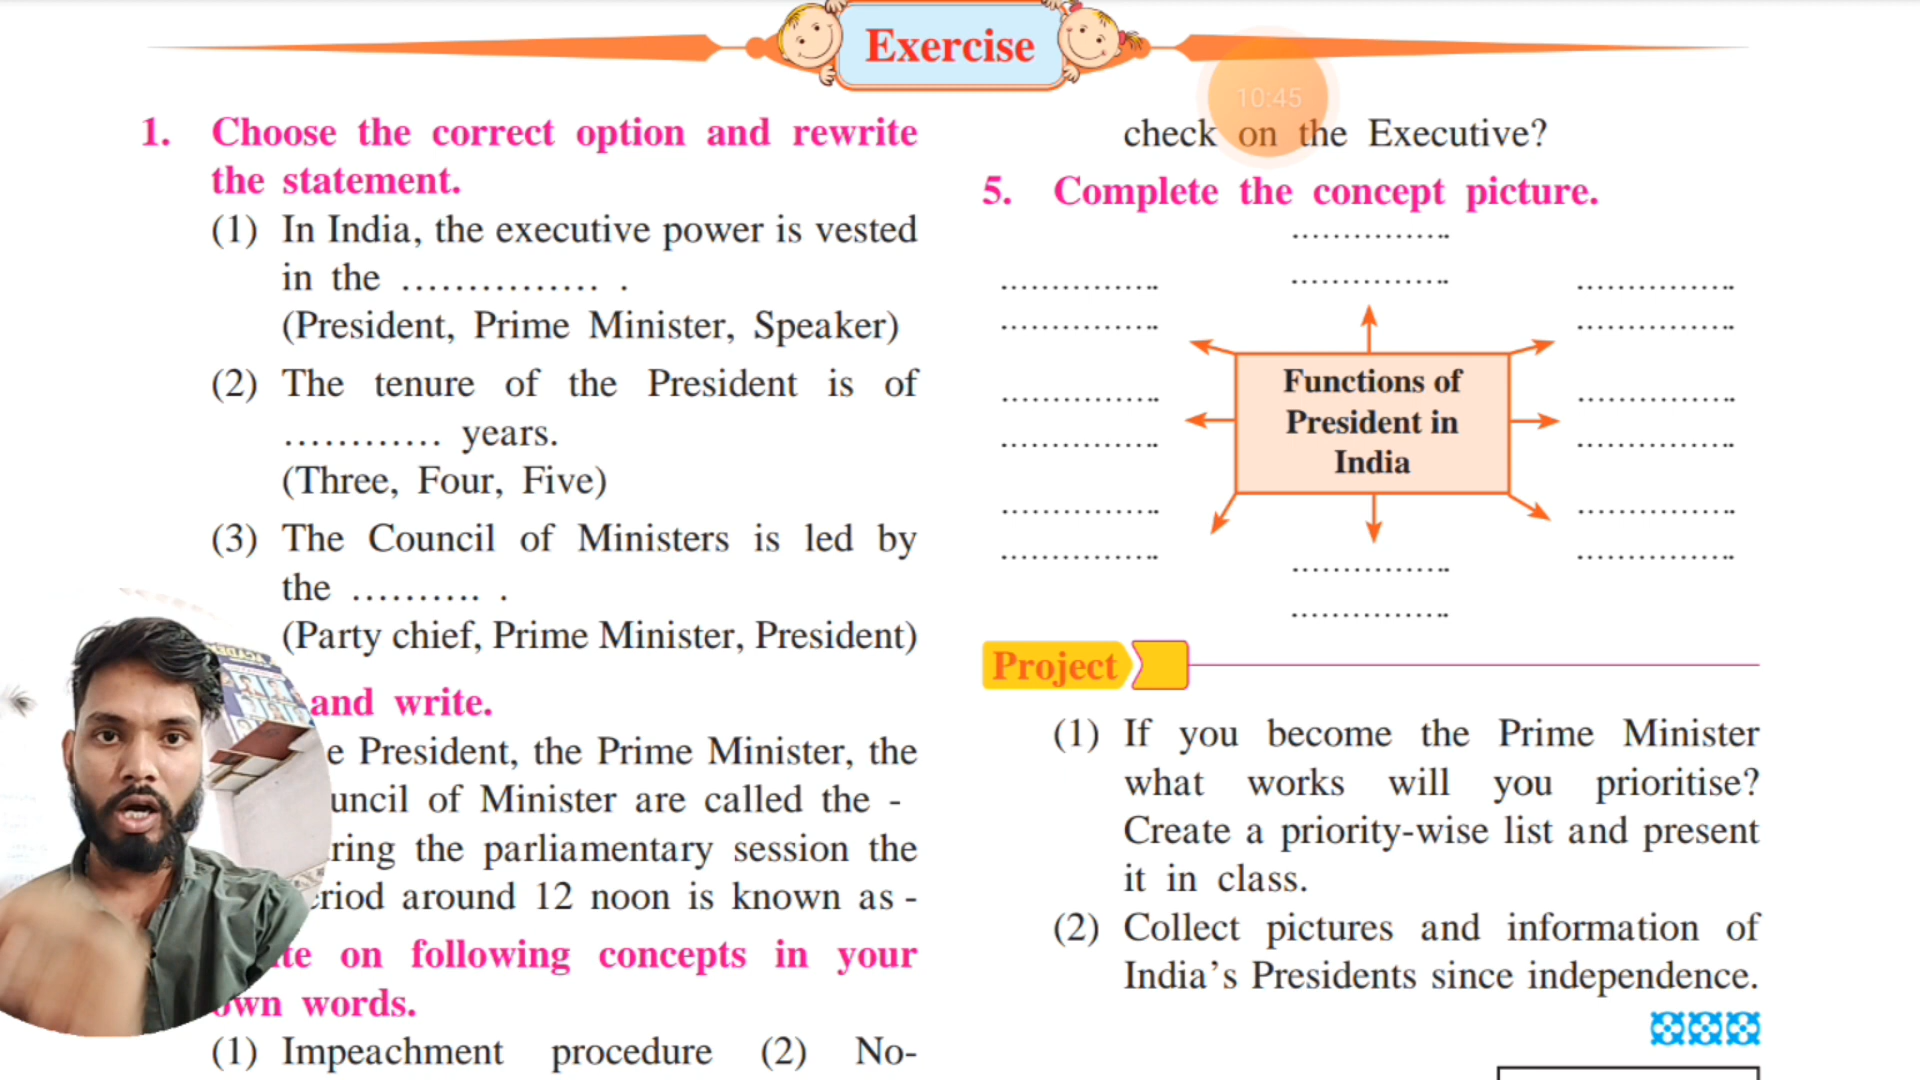 Exercise
1. Choose the correct option and rewrite
the statement.
(1) In India, the executive power is vested
in the ............... .
(President, Prime Minister, Speaker)
(2) The tenure of the President is of
............ years.
(Three, Four, Five)
(3) The Council of Ministers is led by
the .......... .
(Party chief, Prime Minister, President)
and write.
e President, the Prime Minister, the
uncil of Minister are called the -
ring the parliamentary session the
riod around 12 noon is known as -
te on following concepts in your
own words.
(1) Impeachment procedure (2) No-
10:45
check on the Executive?
5. Complete the concept picture.
Functions of
President in
India
Project
(1) If you become the Prime Minister
what works will you prioritise?
Create a priority-wise list and present
it in class.
(2) Collect pictures and information of
India's Presidents since independence.